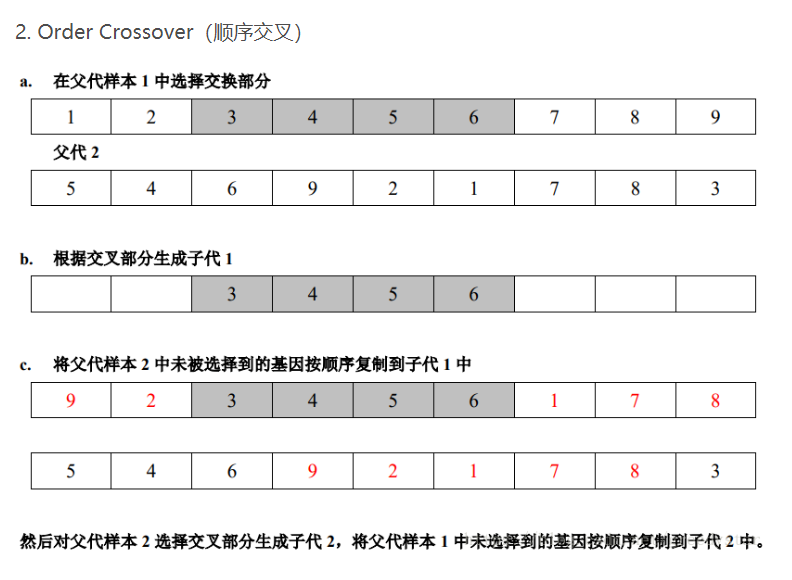 2. Order Crossover（顺序交叉）
a. 在父代样本 1 中选择交换部分
1 2 3 4 5 6 7 8 9
父代 2
5 4 6 9 2 1 7 8 3
b. 根据交叉部分生成子代 1
3 4 5 6
c. 将父代样本 2 中未被选择到的基因按顺序复制到子代 1 中
9 2 3 4 5 6 1 7 8
5 4 6 9 2 1 7 8 3
然后对父代样本 2 选择交叉部分生成子代 2，将父代样本 1 中未选择到的基因按顺序复制到子代 2 中。